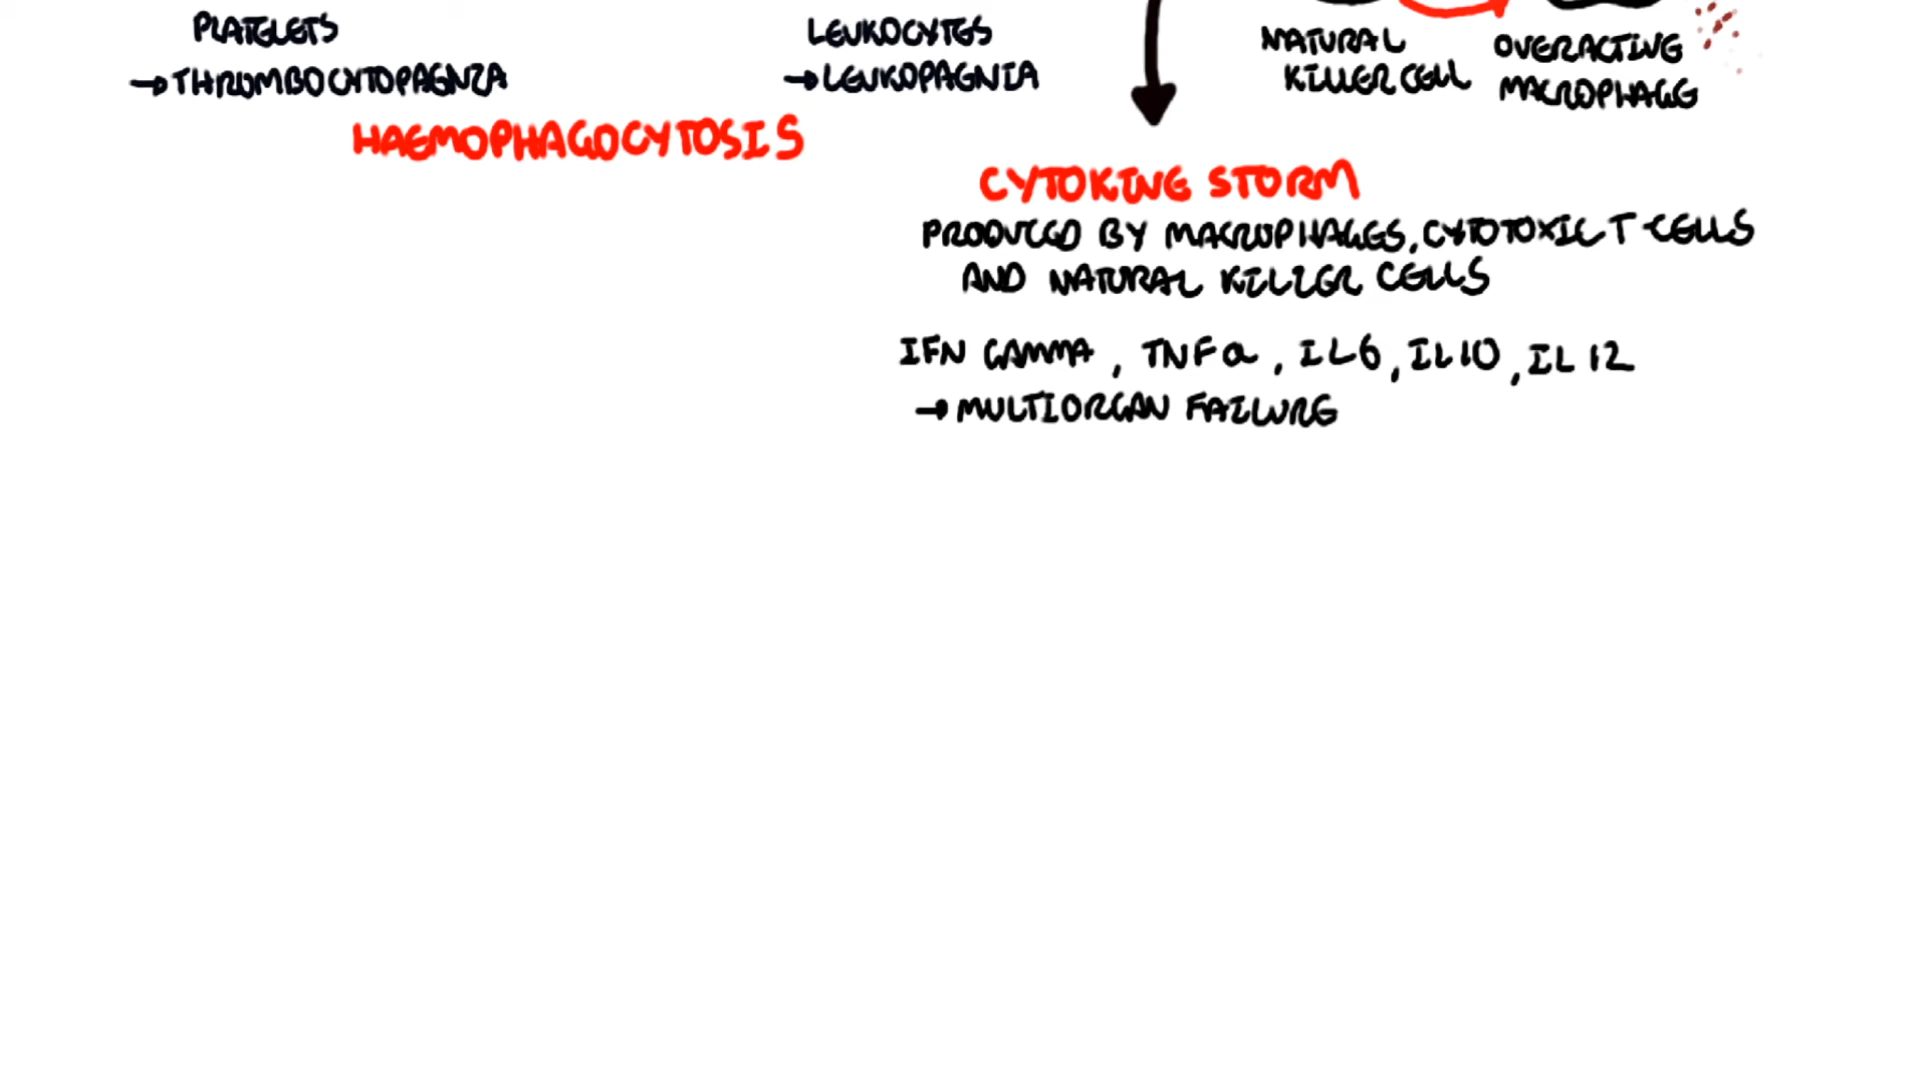 PLATELETS
→THROMBOCYTOPAENIA
LEUKOCYTES
→LEUKOPAENIA
NATURAL
KILLER CELL
OVERACTING
MACROPHAGE
HAEMOPHAGOCYTOSIS
CYTOKINE STORM
PRODUCED BY MACROPHAGES, CYTOTOXIC T-CELLS
AND NATURAL KILLER CELLS
IFN GAMMA, TNFα, IL6, IL10, IL12
→MULTIORGAN FAILURE